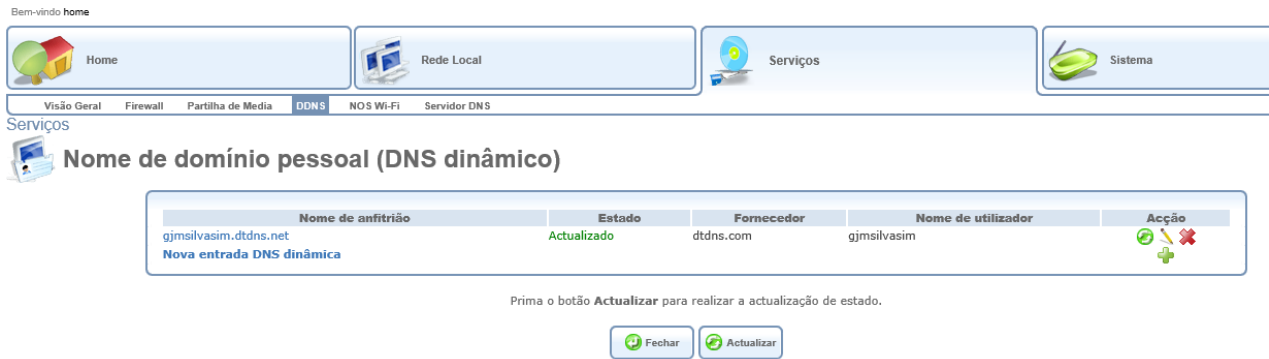 Bem-vindo home
Home Rede Local Serviços Sistema
Visão Geral Firewall Partilha de Media DDNS NOS Wi-Fi Servidor DNS
Serviços
Nome de domínio pessoal (DNS dinâmico)
Nome de anfitrião Estado Fornecedor Nome de utilizador Acção
gjmsilvasim.dtdns.net Actualizado dtdns.com gjmsilvasim
Nova entrada DNS dinâmica
Prima o botão Actualizar para realizar a actualização de estado.
Fechar Actualizar